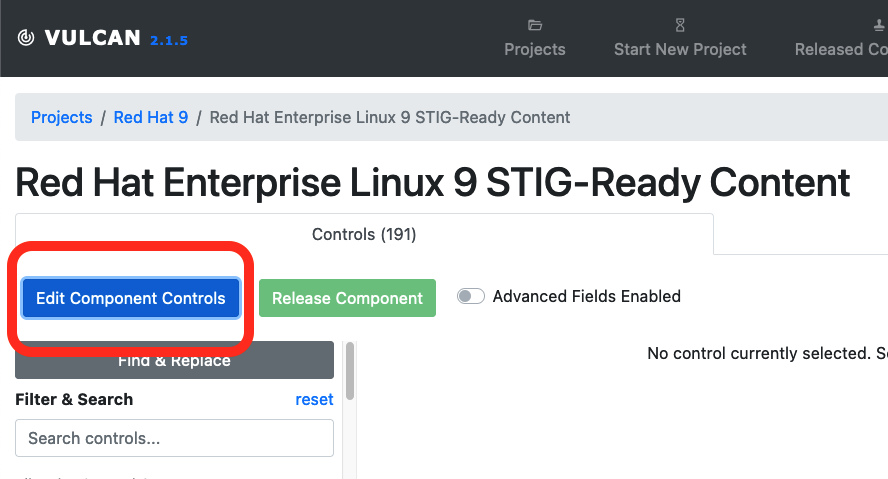 VULCAN 2.1.5
Projects
Start New Project
Released Co
Projects / Red Hat 9 / Red Hat Enterprise Linux 9 STIG-Ready Content
Red Hat Enterprise Linux 9 STIG-Ready Content
Controls (191)
Edit Component Controls
Release Component
Advanced Fields Enabled
Find & Replace
No control currently selected. S
Filter & Search
reset
Search controls...